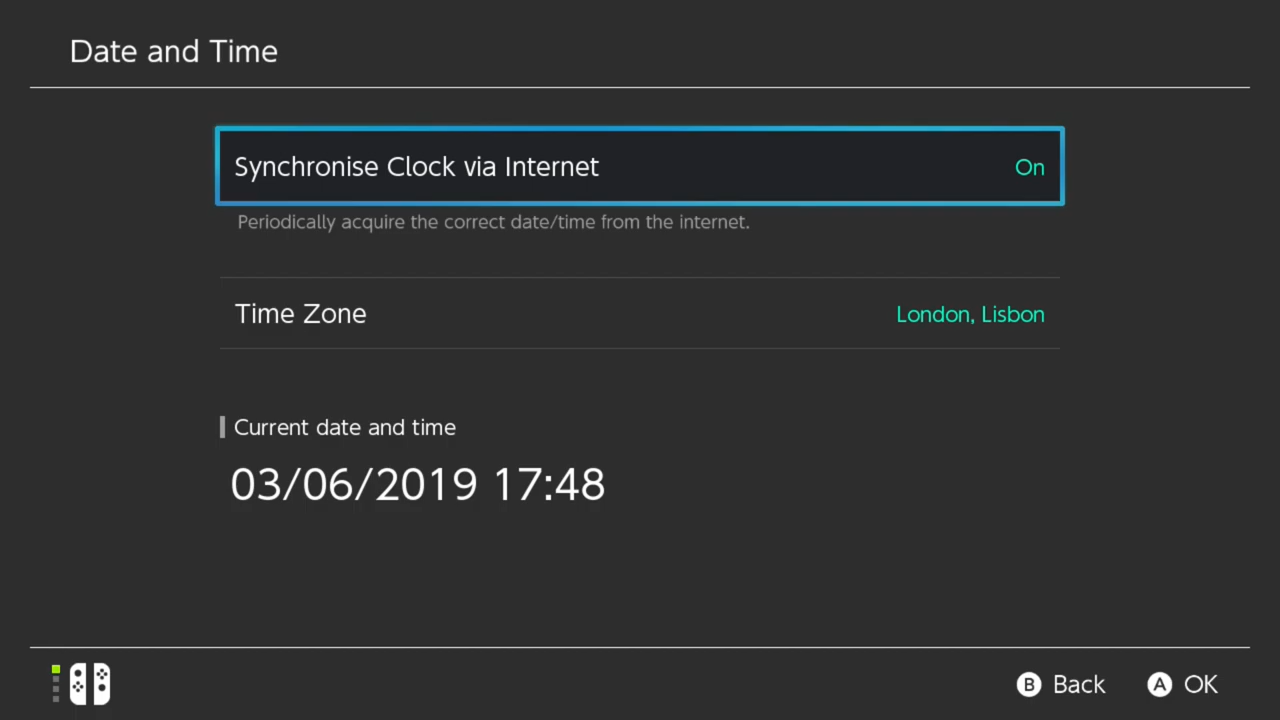 Date and Time
Synchronise Clock via Internet On
Periodically acquire the correct date/time from the internet.
Time Zone London, Lisbon
Current date and time
03/06/2019 17:48
B Back A OK